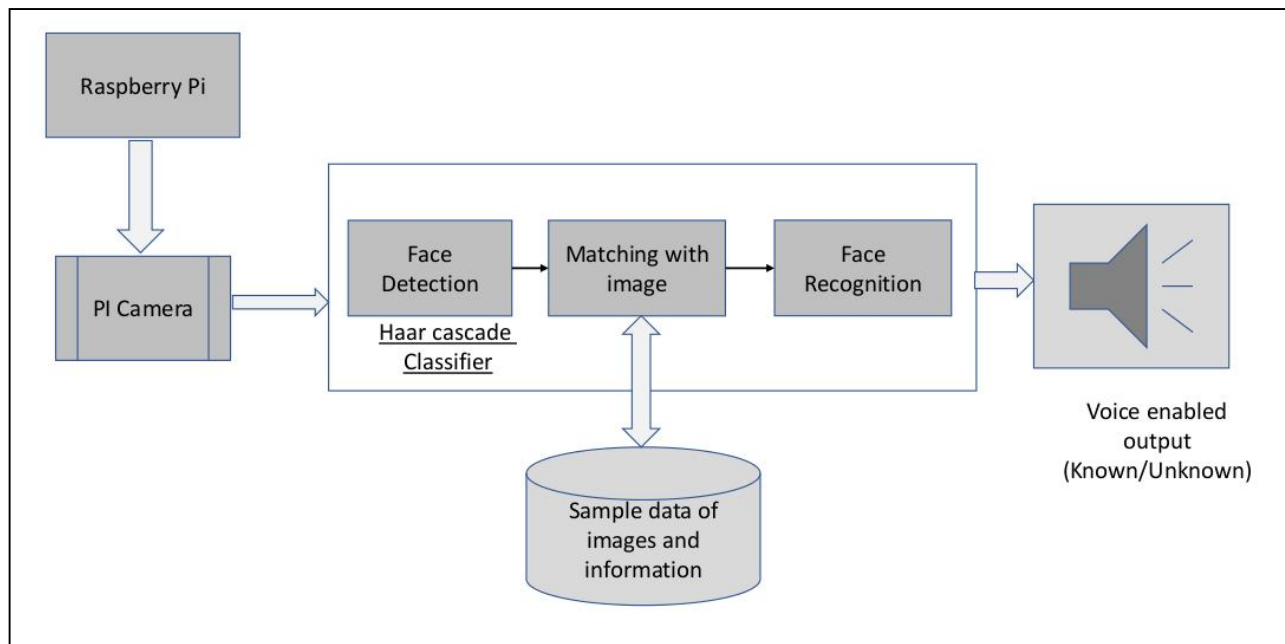 Raspberry Pi
PI Camera
Face
Detection
Haar cascade
Classifier
Matching with
image
Face
Recognition
Sample data of
images and
information
Voice enabled
output
(Known/Unknown)